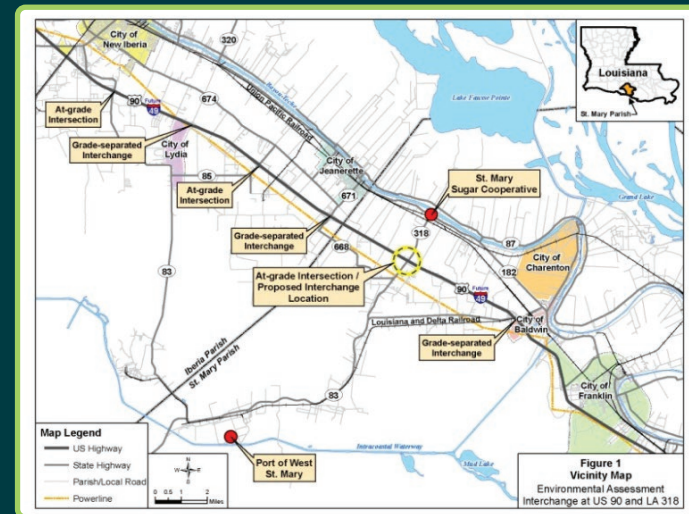 City of
New Iberia
320
Louisiana
St. Mary Parish
Lake Fausse Pointe
At-grade
Intersection
90
Future
49
674
Union Pacific Railroad
Grade-separated
Interchange
City of
Lydia
City of
Jeanerette
85
At-grade
Intersection
671
St. Mary
Sugar Cooperative
Grand Lake
318
87
Grade-separated
Interchange
668
City of
Charenton
182
83
At-grade Intersection /
Proposed Interchange
Location
90
Future
49
Louisiana and Delta Railroad
City of
Baldwin
Iberia Parish
St. Mary Parish
Grade-separated
Interchange
83
City of
Franklin
Map Legend
US Highway
State Highway
Parish/Local Road
Powerline
N
W
E
S
0 0.5 1 2
Miles
Port of West
St. Mary
Intracoastal Waterway
Mud Lake
Figure 1
Vicinity Map
Environmental Assessment
Interchange at US 90 and LA 318